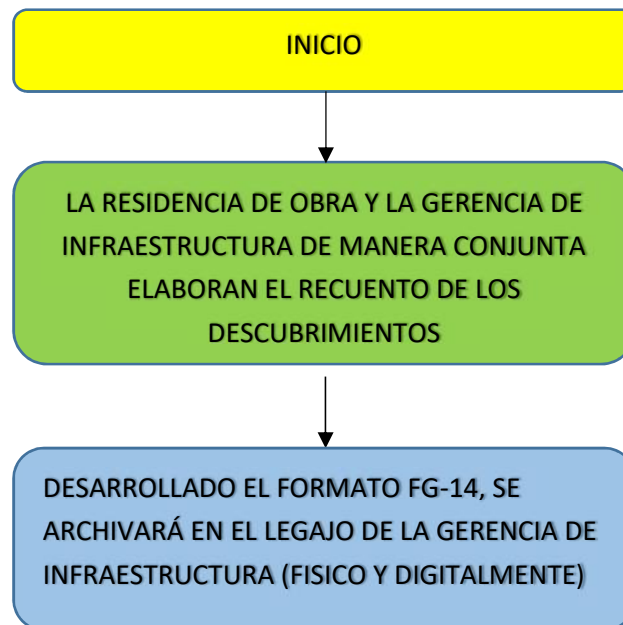 INICIO
LA RESIDENCIA DE OBRA Y LA GERENCIA DE
INFRAESTRUCTURA DE MANERA CONJUNTA
ELABORAN EL RECUENTO DE LOS
DESCUBRIMIENTOS
DESARROLLADO EL FORMATO FG-14, SE
ARCHIVARÁ EN EL LEGAJO DE LA GERENCIA DE
INFRAESTRUCTURA (FISICO Y DIGITALMENTE)